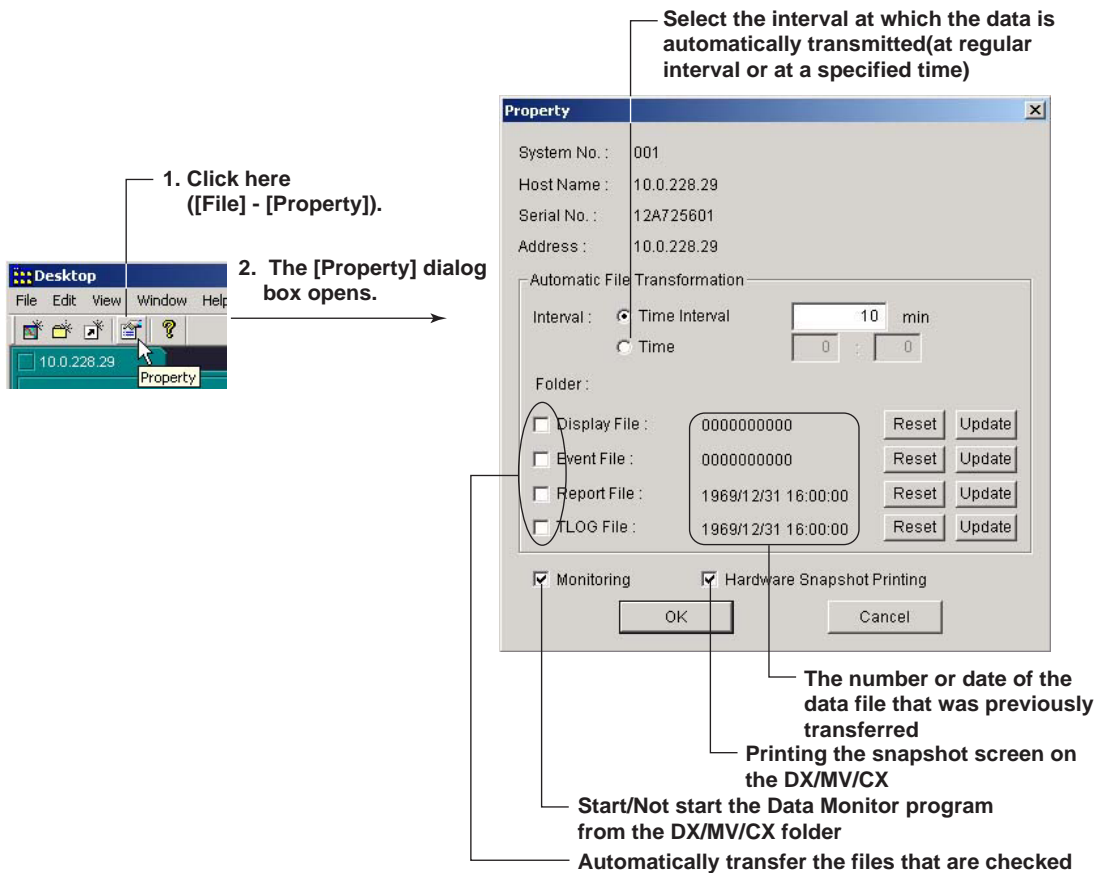 Select the interval at which the data is
automatically transmitted(at regular
interval or at a specified time)
1. Click here
([File] - [Property]).
2. The [Property] dialog
box opens.
Desktop
File Edit View Window Help
10.0.228.29
Property
Property
System No. : 001
Host Name : 10.0.228.29
Serial No. : 12A725601
Address : 10.0.228.29
Automatic File Transformation
Interval : Time Interval 10 min
Time 0 : 0
Folder :
Display File : 0000000000 Reset Update
Event File : 0000000000 Reset Update
Report File : 1969/12/31 16:00:00 Reset Update
TLOG File : 1969/12/31 16:00:00 Reset Update
Monitoring Hardware Snapshot Printing
OK Cancel
The number or date of the
data file that was previously
transferred
Printing the snapshot screen on
the DX/MV/CX
Start/Not start the Data Monitor program
from the DX/MV/CX folder
Automatically transfer the files that are checked